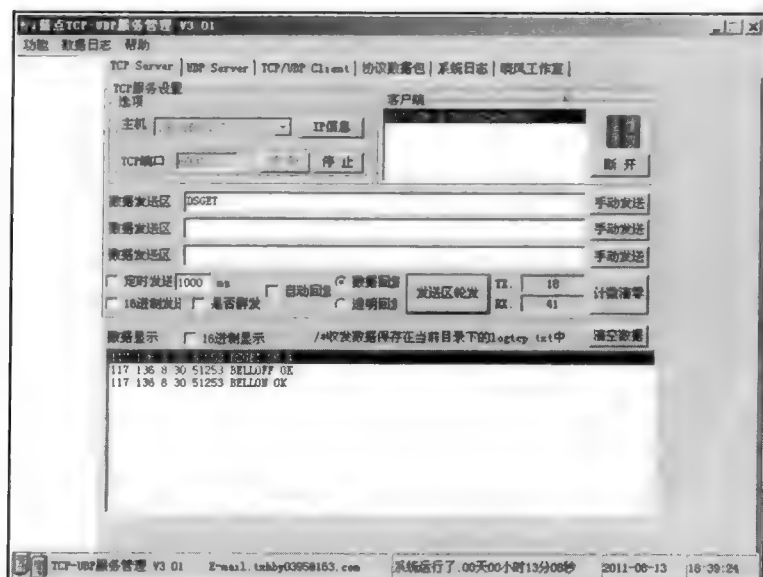 蓝点TCP-UDP服务管理 V3 01
功能 数据日志 帮助
TCP Server UDP Server TCP/UDP Client 协议数据包 系统日志 晓风工作室
TCP服务设置
选项
客户端
主机
IP信息
TCP端口
停 止
断 开
数据发送区 DSGET 手动发送
数据发送区 手动发送
数据发送区 手动发送
定时发送 1000 ms
自动回发
数据回发
发送区轮发
TX. 18
计数清零
16进制发送 是否群发
透明回发
RX. 41
数据显示 16进制显示 /*收发数据保存在当前目录下的logtcp txt中 清空数据
117 136 8 30 51253 BELLOFF OK
117 136 8 30 51253 BELLON OK
TCP-UDP服务管理 V3 01 E-mail.txhby0395@163.com 系统运行了.00天00小时13分08秒 2011-06-13 18:39:24